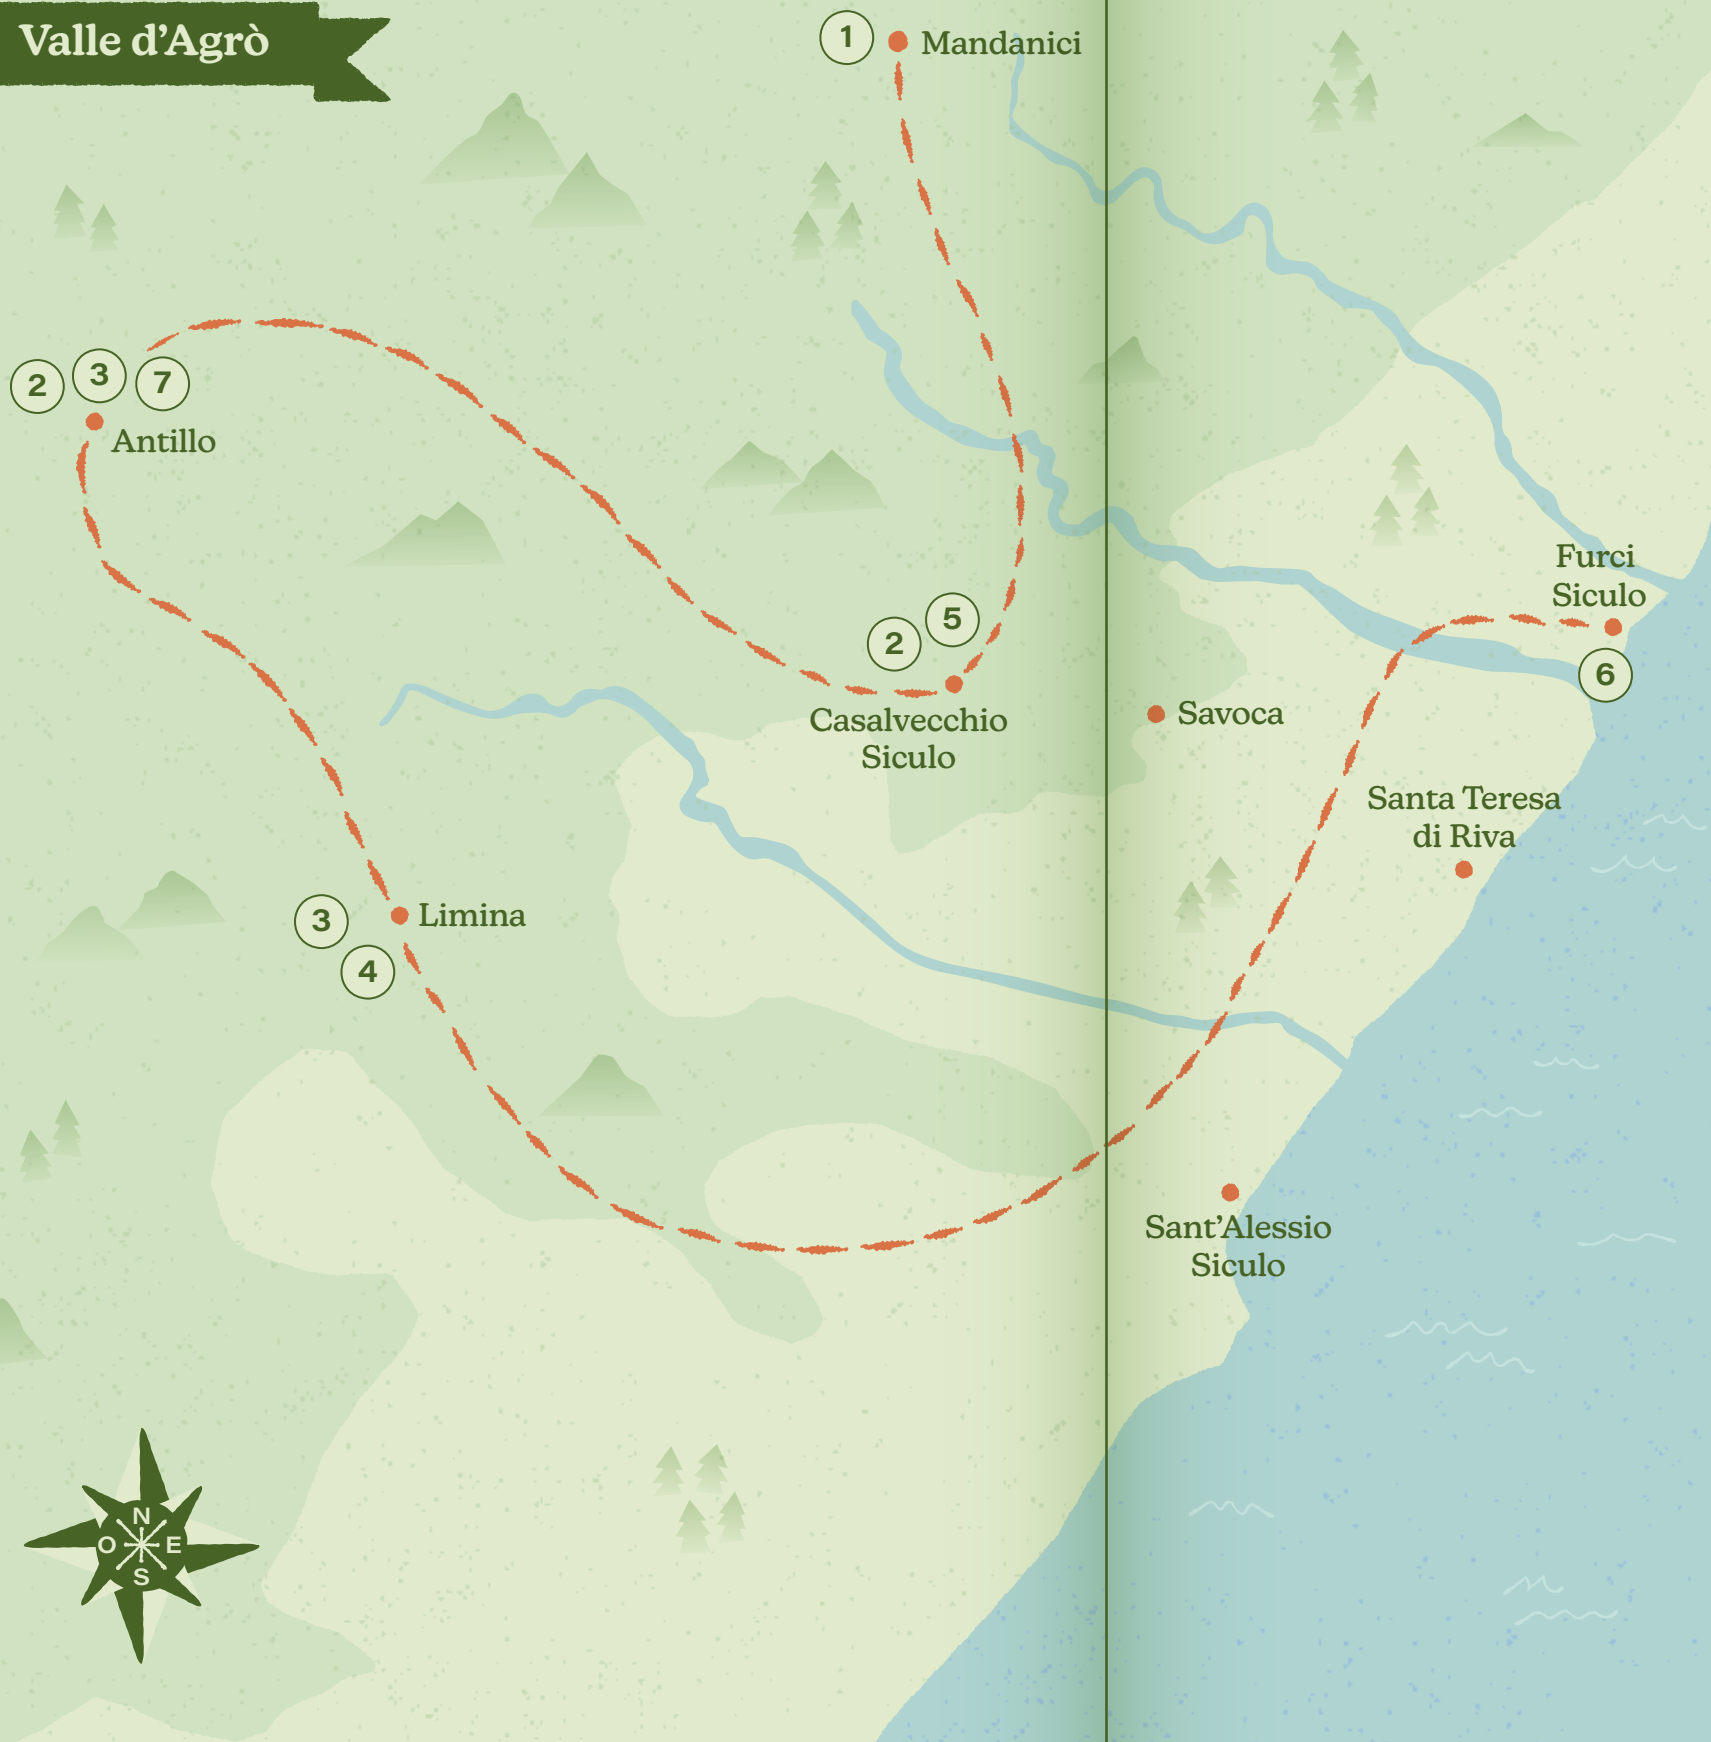 Valle d’Agrò
1
Mandanici
2
3
7
Antillo
2
5
Casalvecchio
Siculo
Furci
Siculo
6
Savoca
Santa Teresa
di Riva
3
Limina
4
Sant’Alessio
Siculo
N
O
E
S